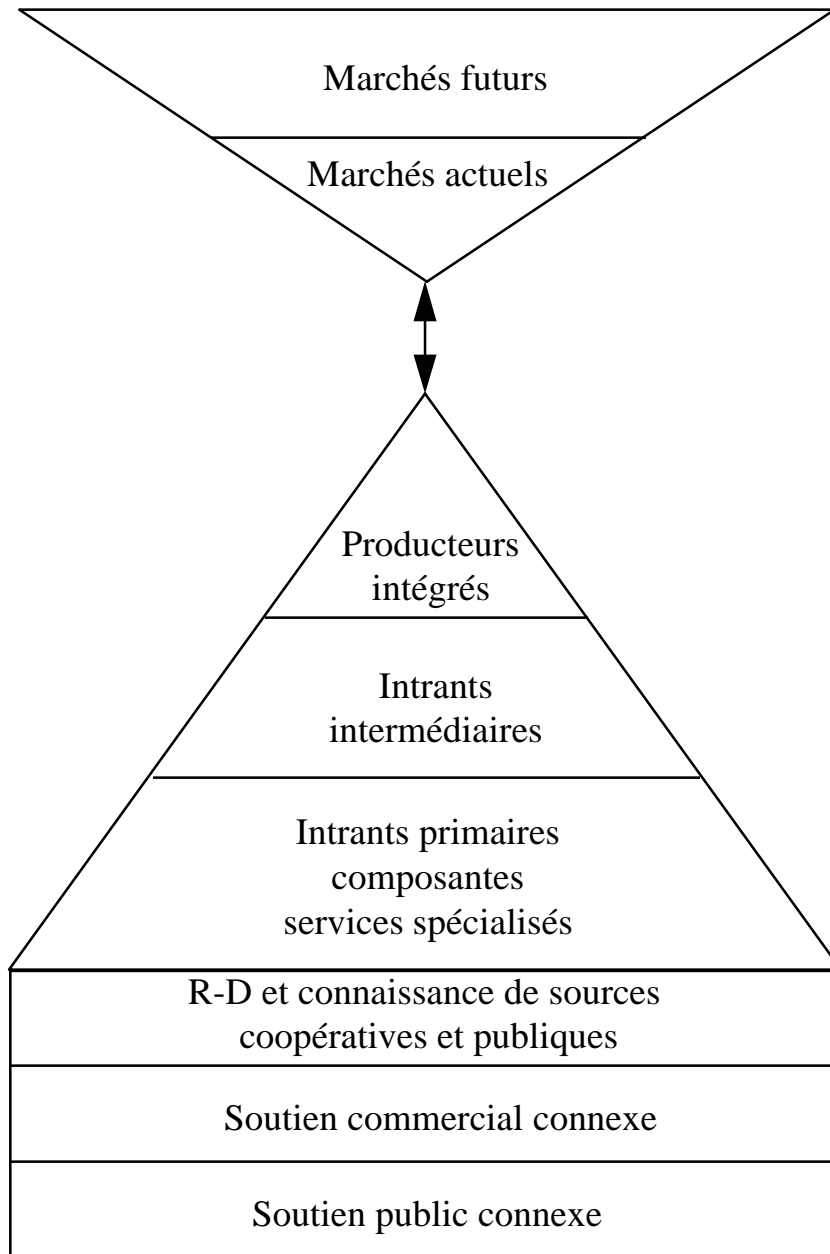 Marchés futurs
Marchés actuels
Producteurs
intégrés
Intrants
intermédiaires
Intrants primaires
composantes
services spécialisés
R-D et connaissance de sources
coopératives et publiques
Soutien commercial connexe
Soutien public connexe